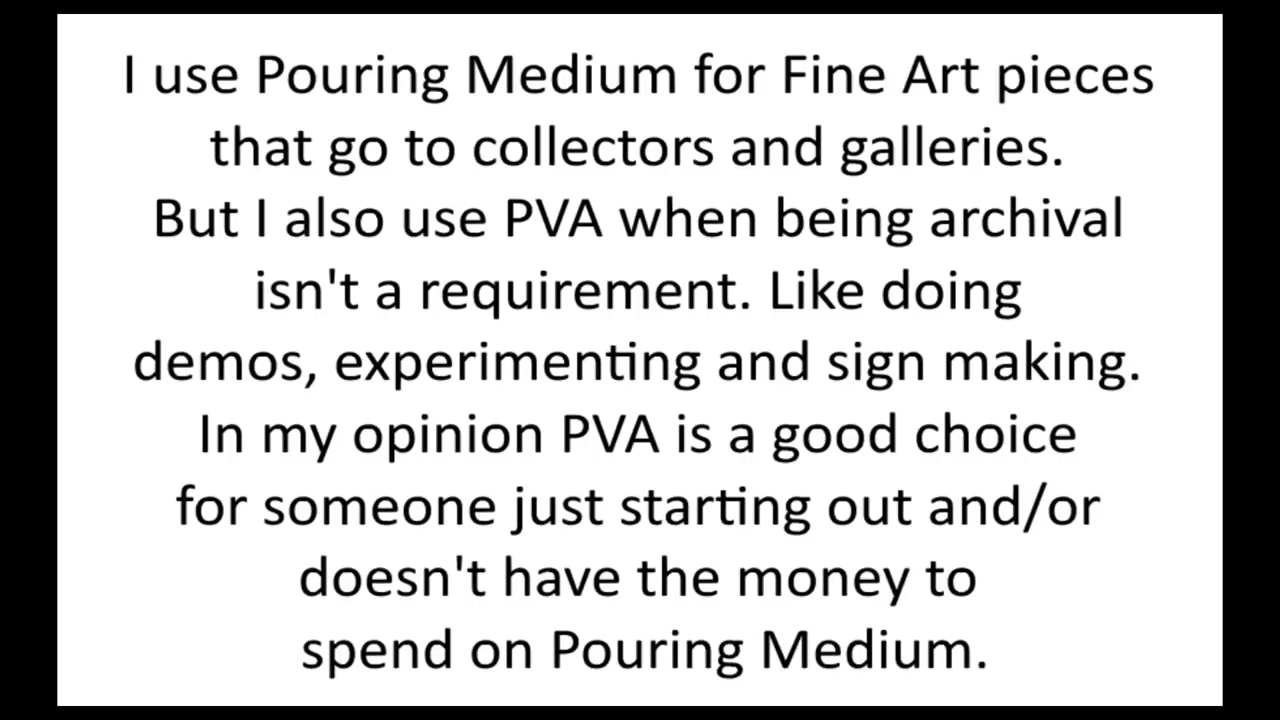 I use Pouring Medium for Fine Art pieces
that go to collectors and galleries.
But I also use PVA when being archival
isn't a requirement. Like doing
demos, experimenting and sign making.
In my opinion PVA is a good choice
for someone just starting out and/or
doesn't have the money to
spend on Pouring Medium.